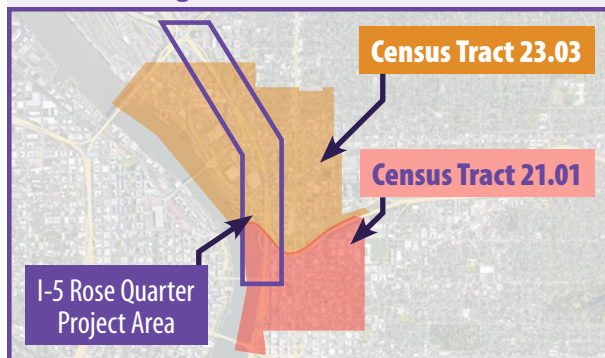 Census Tract 23.03
Census Tract 21.01
I-5 Rose Quarter
Project Area